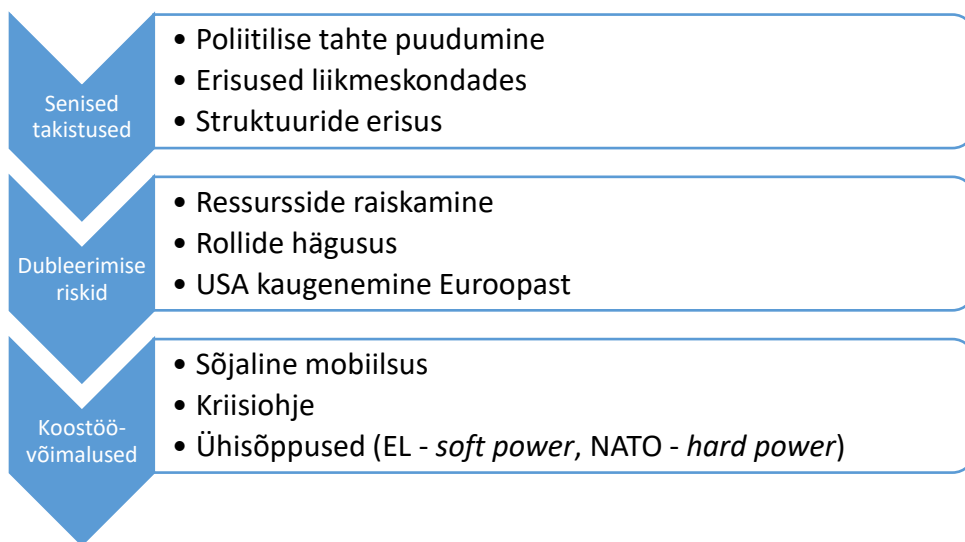 Senised
takistused
• Poliitilise tahte puudumine
• Erisused liikmeskondades
• Struktuuride erisus
Dubleerimise
riskid
• Ressursside raiskamine
• Rollide hägusus
• USA kaugenemine Euroopast
Koostöö-
võimalused
• Sõjaline mobiilsus
• Kriisiohje
• Ühisõppused (EL - soft power, NATO - hard power)